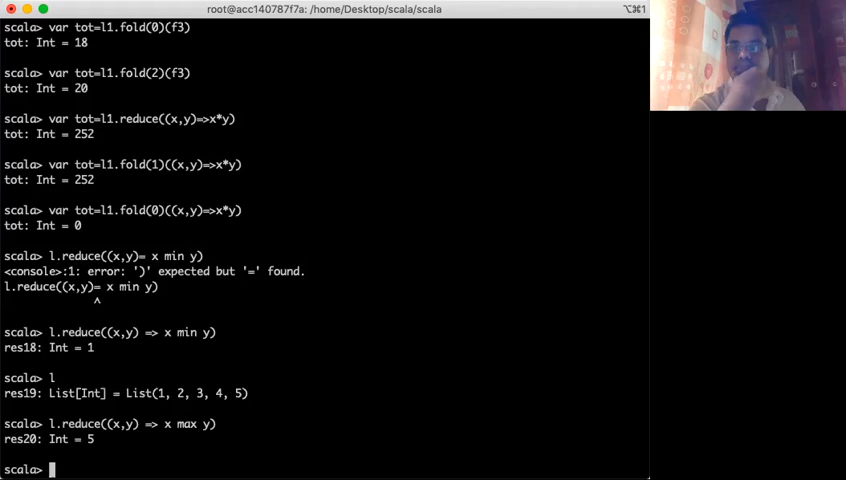 root@acc140787f7a: /home/Desktop/scala/scala
⌥⌘1
scala> var tot=l1.fold(0)(f3)
tot: Int = 18
scala> var tot=l1.fold(2)(f3)
tot: Int = 20
scala> var tot=l1.reduce((x,y)=>x*y)
tot: Int = 252
scala> var tot=l1.fold(1)((x,y)=>x*y)
tot: Int = 252
scala> var tot=l1.fold(0)((x,y)=>x*y)
tot: Int = 0
scala> l.reduce((x,y)= x min y)
<console>:1: error: ')' expected but '=' found.
l.reduce((x,y)= x min y)
^
scala> l.reduce((x,y) => x min y)
res18: Int = 1
scala> l
res19: List[Int] = List(1, 2, 3, 4, 5)
scala> l.reduce((x,y) => x max y)
res20: Int = 5
scala>